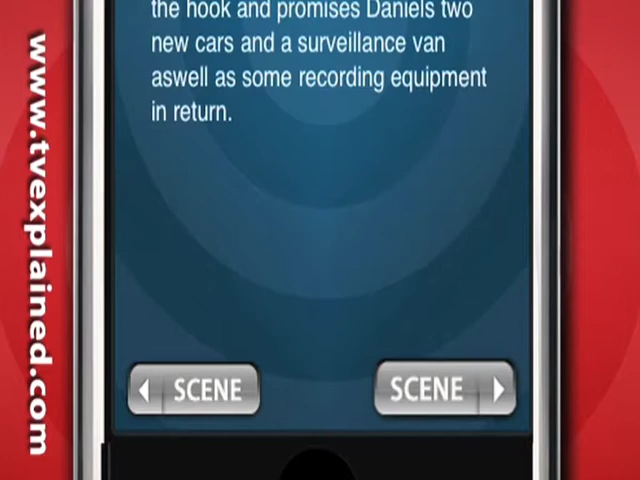 the hook and promises Daniels two
new cars and a surveillance van
aswell as some recording equipment
in return.
SCENE
SCENE
www.tvexplained.com